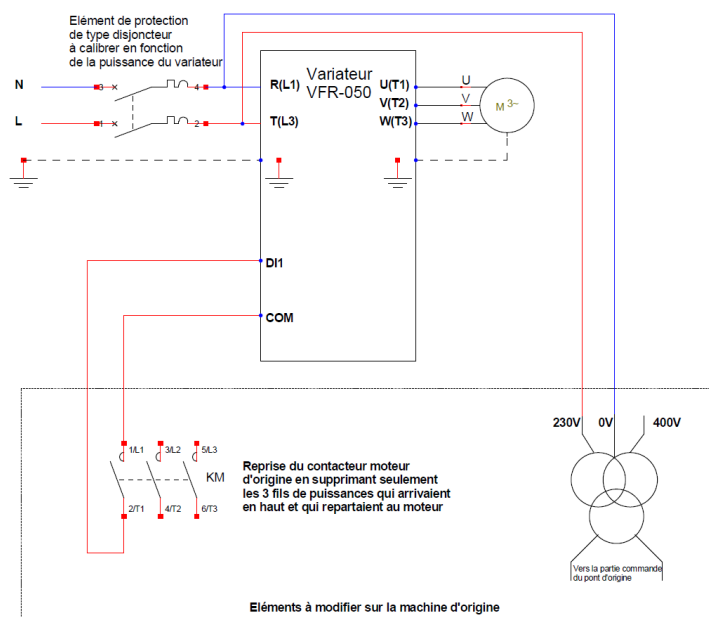 Elément de protection
de type disjoncteur
à calibrer en fonction
de la puissance du variateur
N
3
4
L
1
2
Variateur
VFR-050
R(L1)
T(L3)
U(T1)
V(T2)
W(T3)
U
V
W
M 3~
DI1
COM
230V
0V
400V
1/L1
3/L2
5/L3
KM
2/T1
4/T2
6/T3
Reprise du contacteur moteur
d'origine en supprimant seulement
les 3 fils de puissances qui arrivaient
en haut et qui repartaient au moteur
Vers la partie commande
du pont d'origine
Eléments à modifier sur la machine d'origine